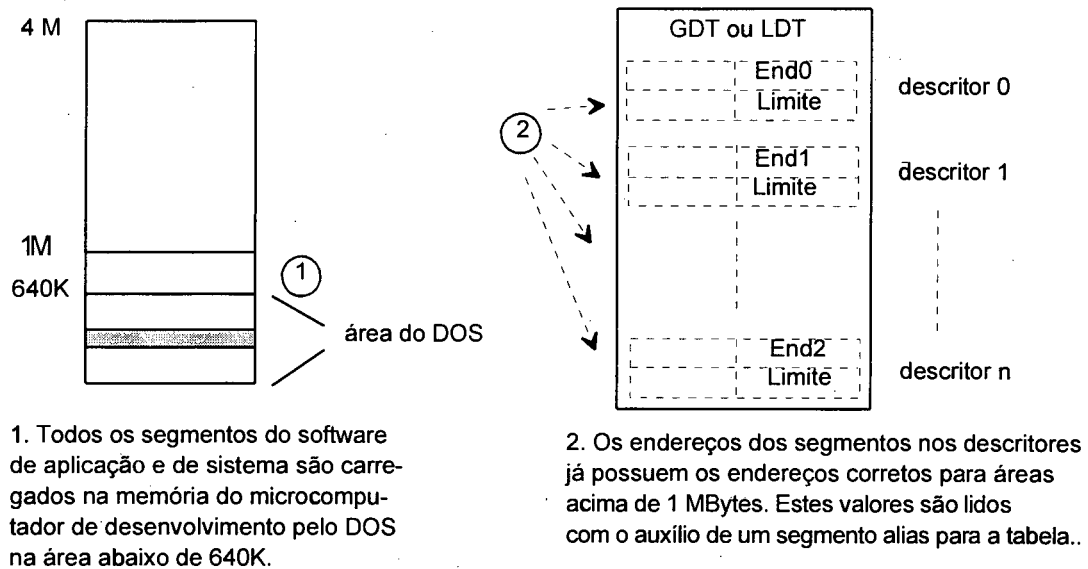 4 M
1M
640K
1
área do DOS
1. Todos os segmentos do software
de aplicação e de sistema são carre-
gados na memória do microcompu-
tador de desenvolvimento pelo DOS
na área abaixo de 640K.
GDT ou LDT
2
End0
Limite
descritor 0
End1
Limite
descritor 1
End2
Limite
descritor n
2. Os endereços dos segmentos nos descritores
já possuem os endereços corretos para áreas
acima de 1 MBytes. Estes valores são lidos
com o auxílio de um segmento alias para a tabela..